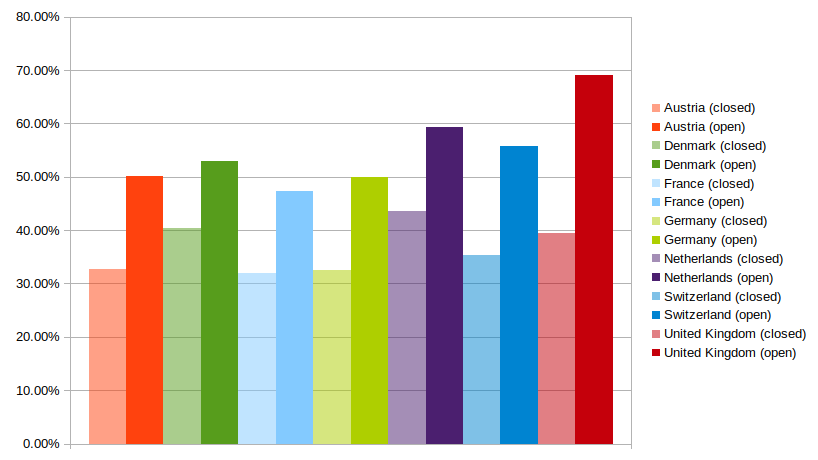 80.00%
70.00%
60.00%
50.00%
40.00%
30.00%
20.00%
10.00%
0.00%
Austria (closed)
Austria (open)
Denmark (closed)
Denmark (open)
France (closed)
France (open)
Germany (closed)
Germany (open)
Netherlands (closed)
Netherlands (open)
Switzerland (closed)
Switzerland (open)
United Kingdom (closed)
United Kingdom (open)